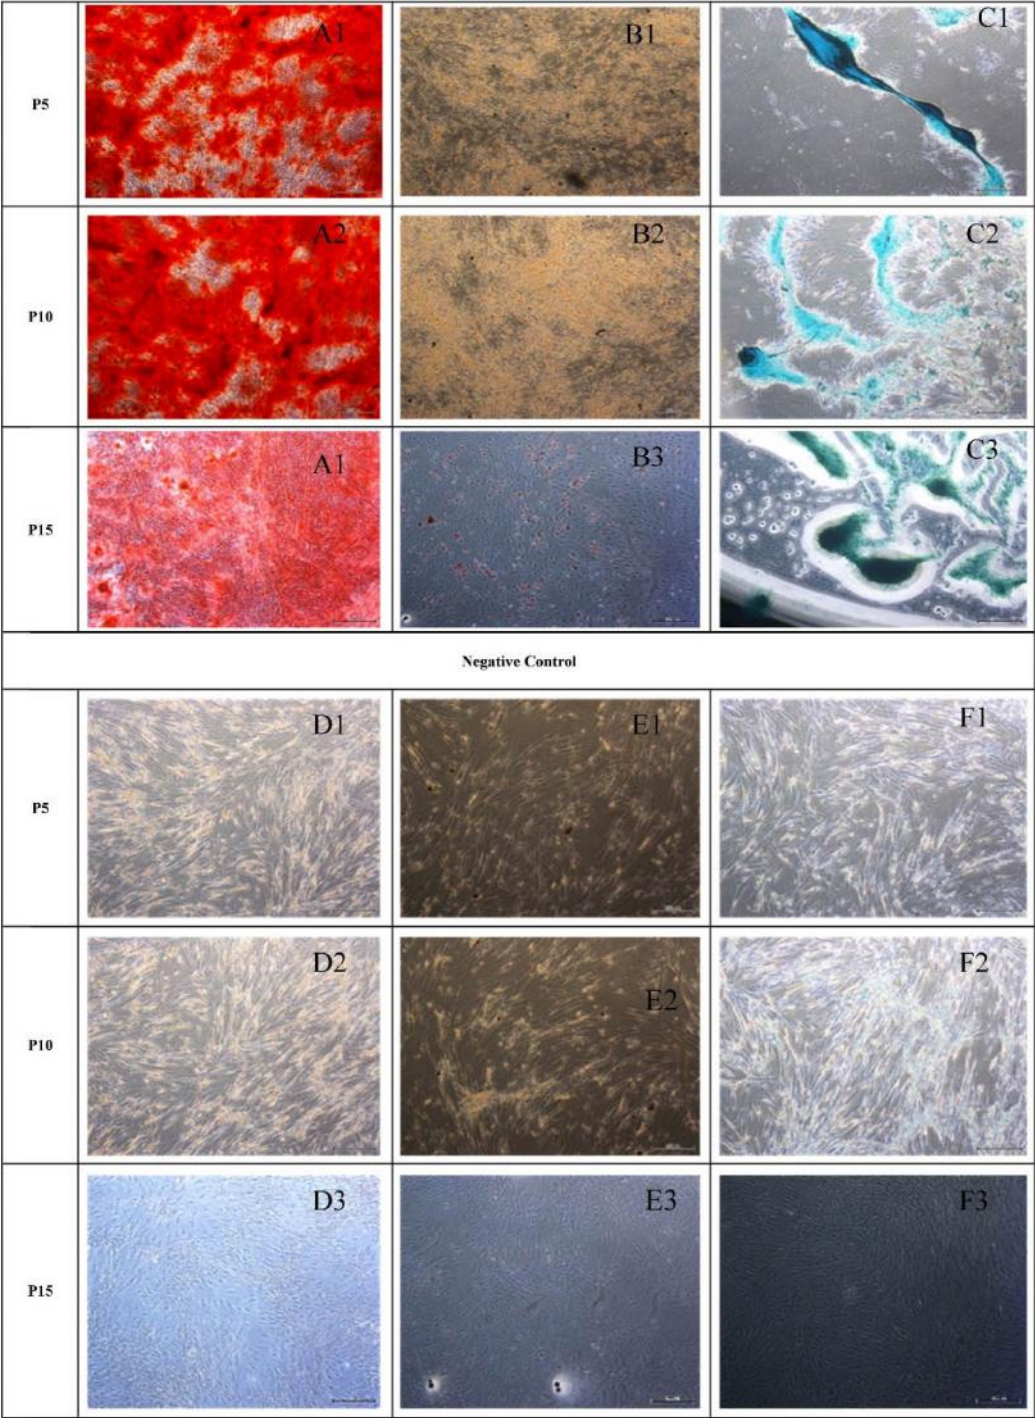 A1
B1
C1
P5
A2
B2
C2
P10
A1
B3
C3
P15
Negative Control
D1
E1
F1
P5
D2
E2
F2
P10
D3
E3
F3
P15